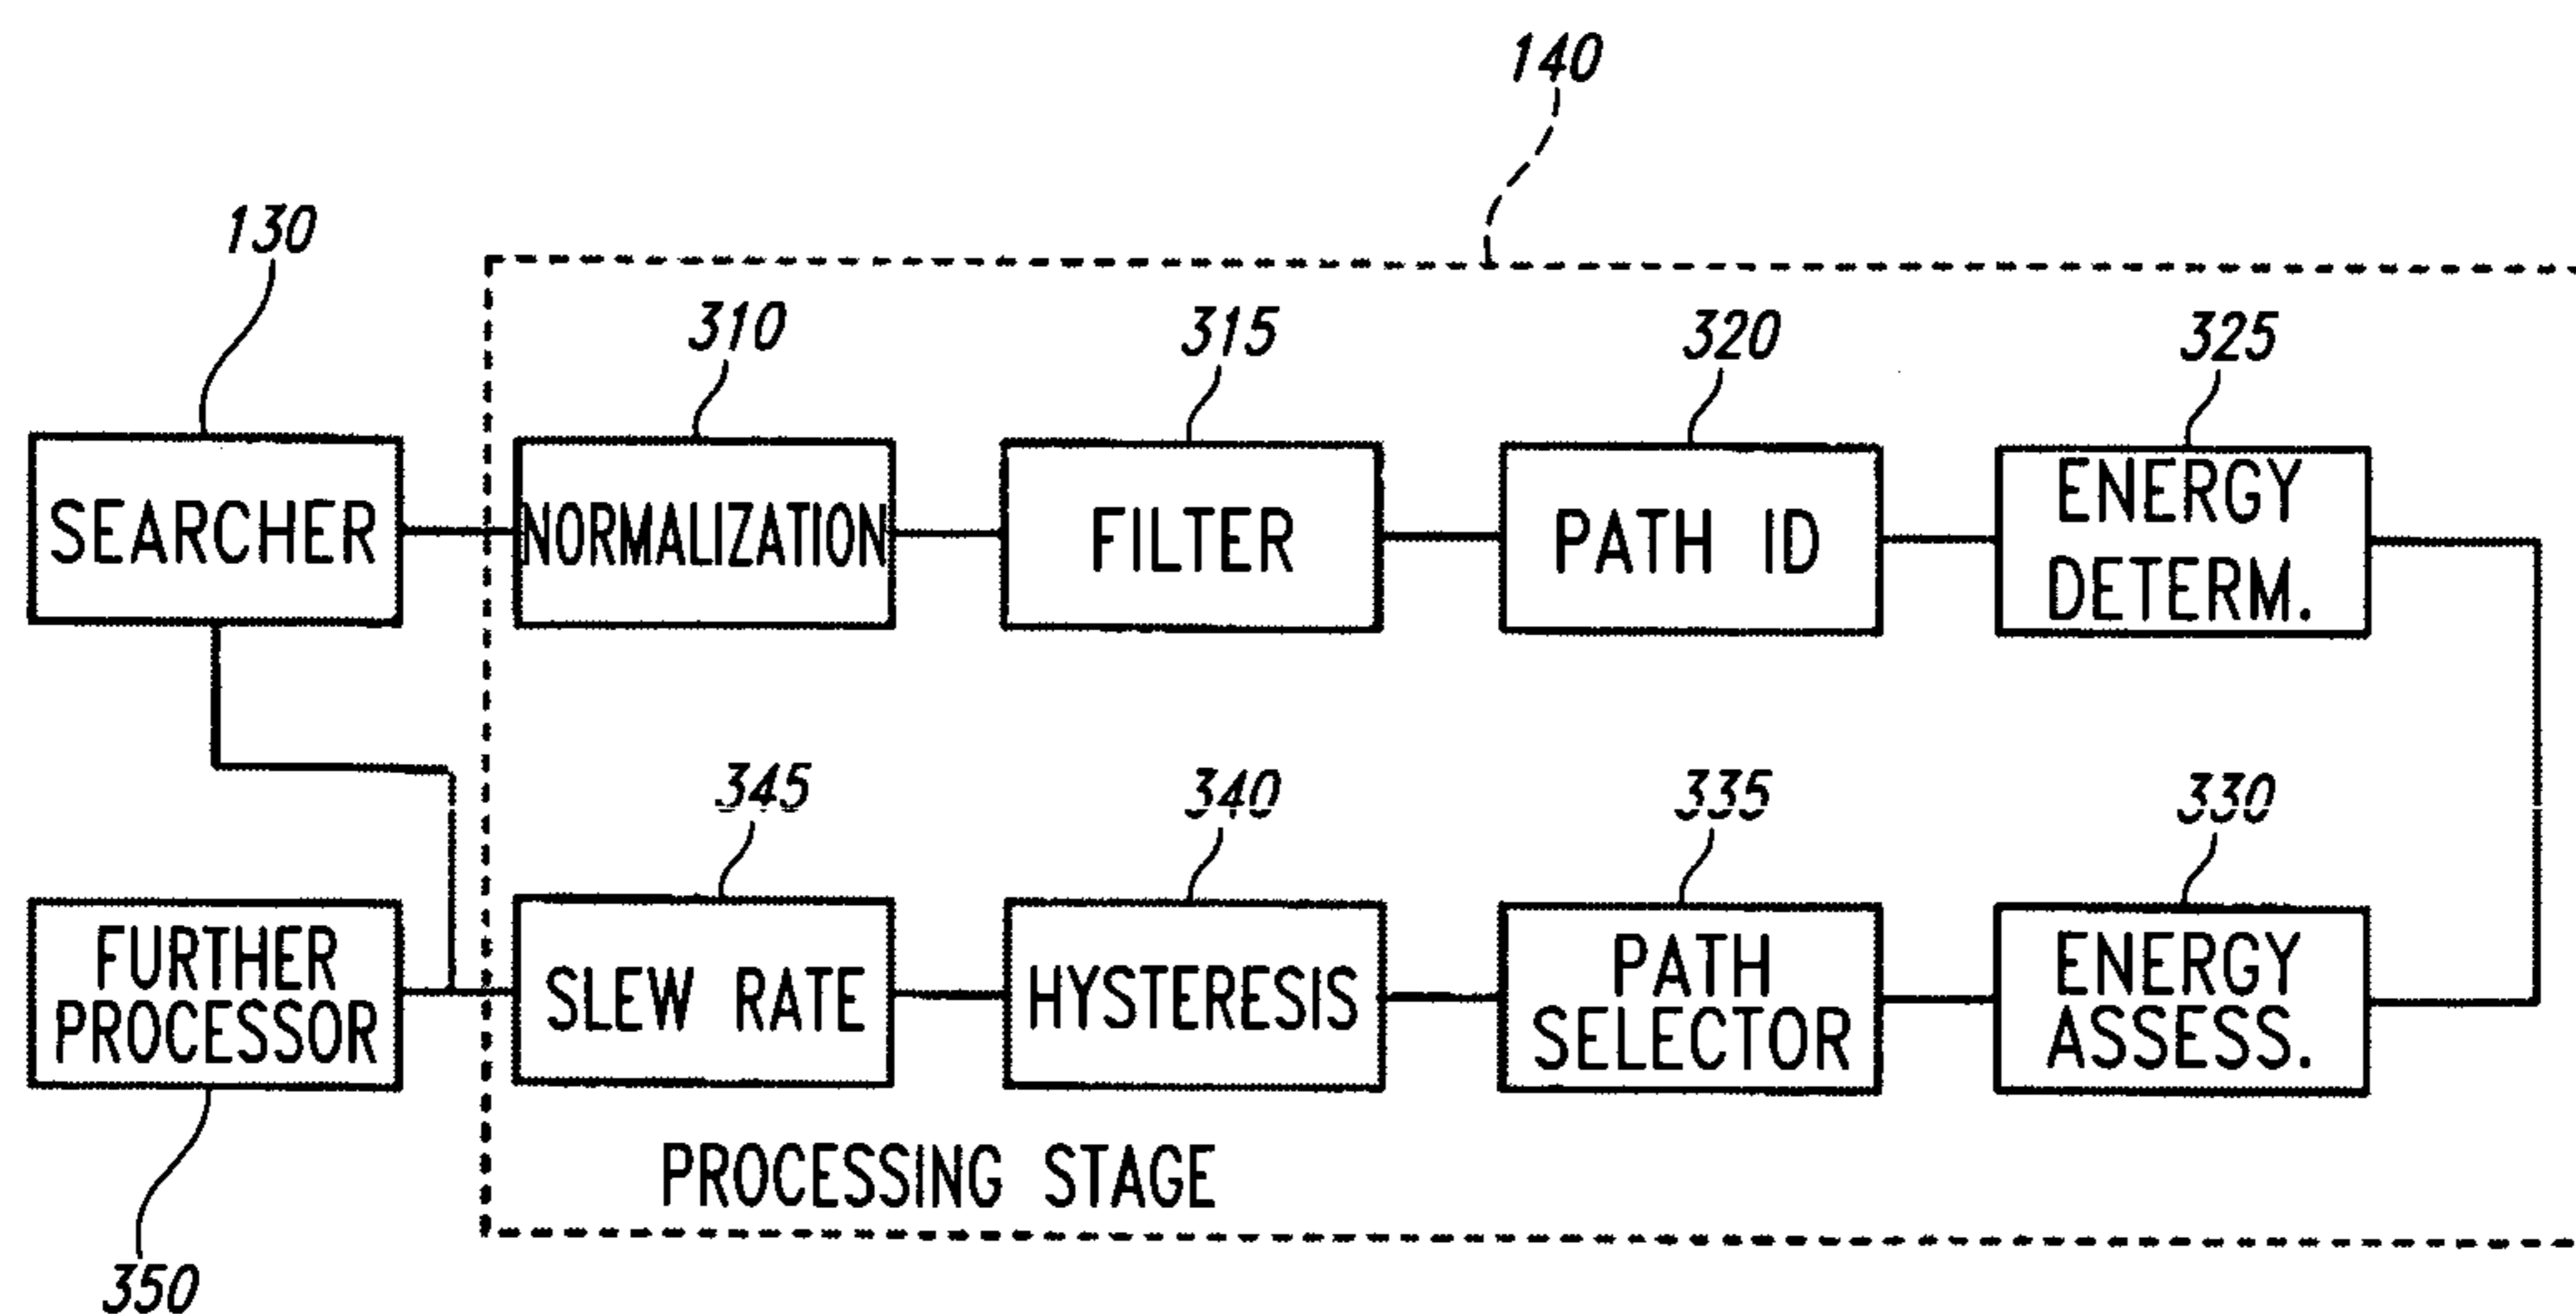 140
130
310
315
320
325
SEARCHER
NORMALIZATION
FILTER
PATH ID
ENERGY
DETERM.
345
340
335
330
FURTHER
PROCESSOR
SLEW RATE
HYSTERESIS
PATH
SELECTOR
ENERGY
ASSESS.
PROCESSING STAGE
350